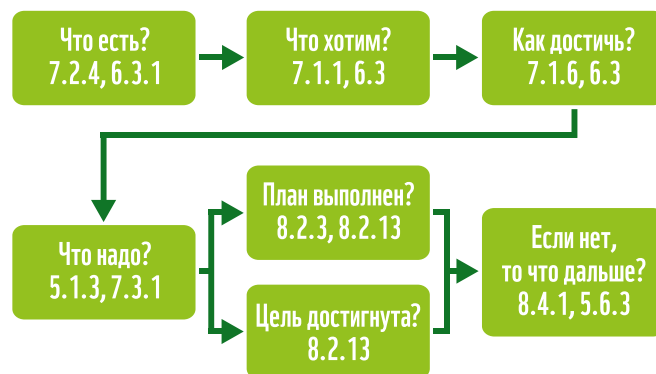 Что есть?
7.2.4, 6.3.1
Что хотим?
7.1.1, 6.3
Как достичь?
7.1.6, 6.3
Что надо?
5.1.3, 7.3.1
План выполнен?
8.2.3, 8.2.13
Цель достигнута?
8.2.13
Если нет,
то что дальше?
8.4.1, 5.6.3